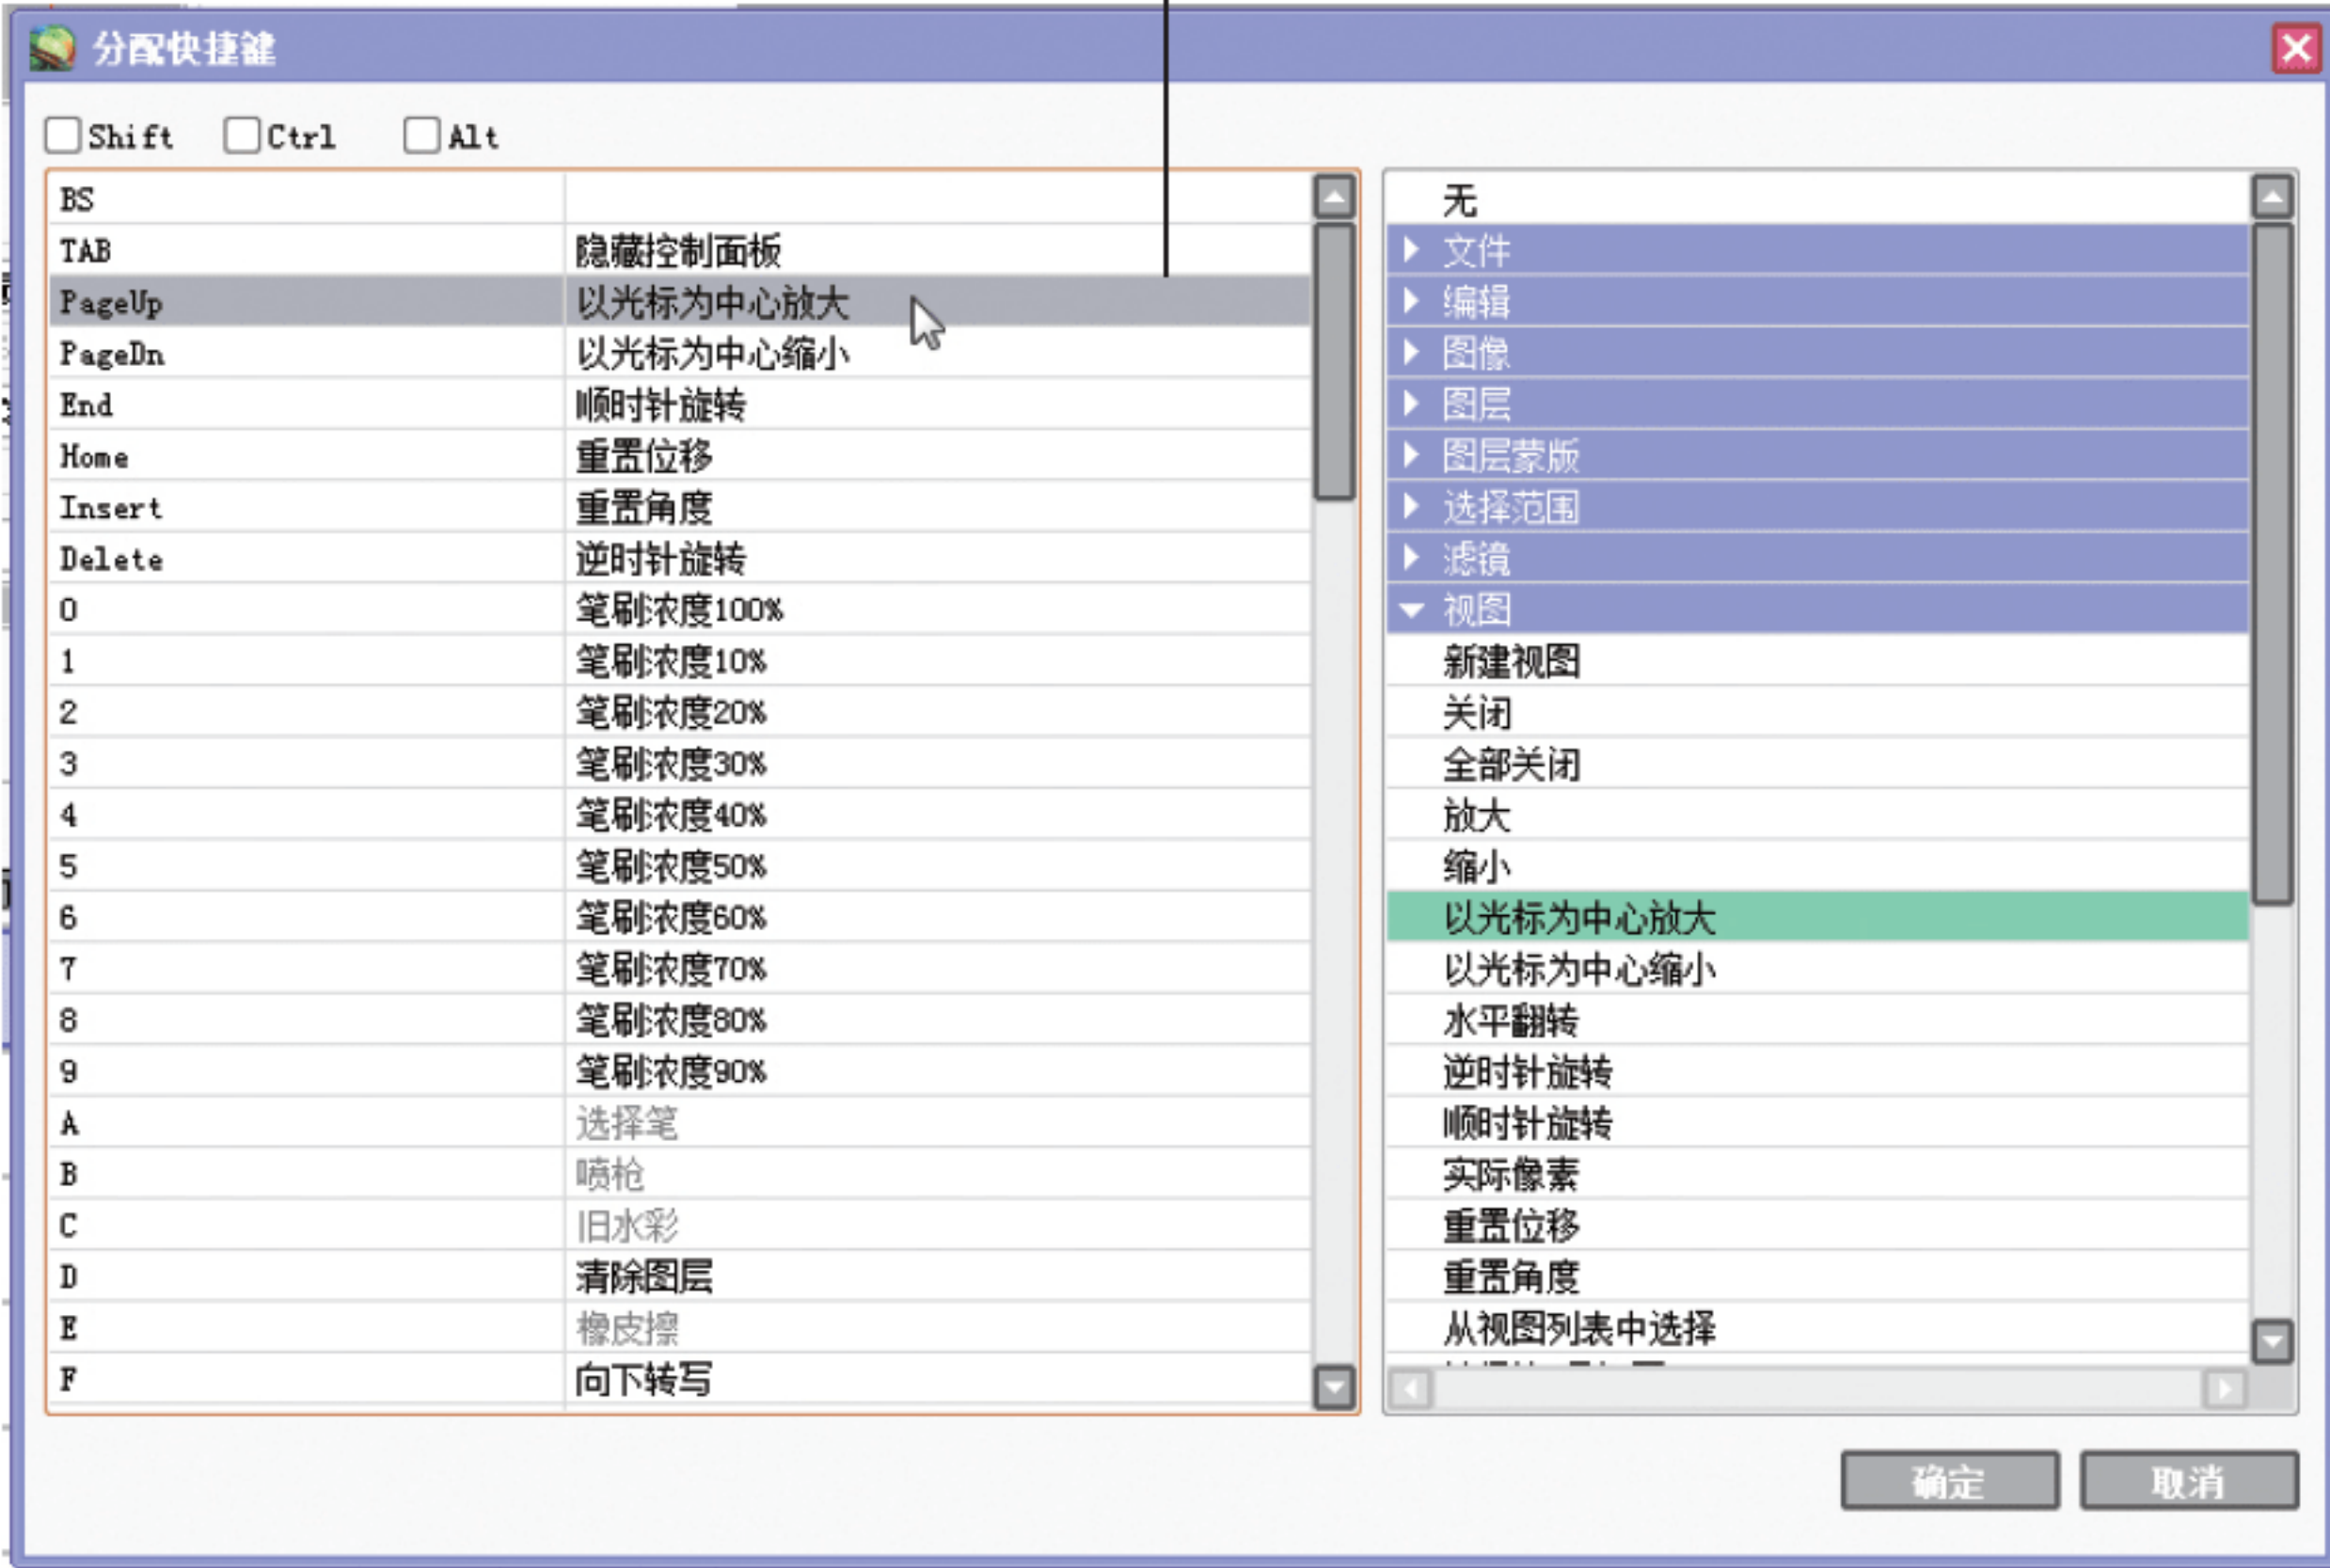 分配快捷键
Shift Ctrl Alt
BS
TAB 隐藏控制面板
PageUp 以光标为中心放大
PageDn 以光标为中心缩小
End 顺时针旋转
Home 重置位移
Insert 重置角度
Delete 逆时针旋转
0 笔刷浓度100%
1 笔刷浓度10%
2 笔刷浓度20%
3 笔刷浓度30%
4 笔刷浓度40%
5 笔刷浓度50%
6 笔刷浓度60%
7 笔刷浓度70%
8 笔刷浓度80%
9 笔刷浓度90%
A 选择笔
B 喷枪
C 旧水彩
D 清除图层
E 橡皮擦
F 向下转写
无
文件
编辑
图像
图层
图层蒙版
选择范围
滤镜
视图
新建视图
关闭
全部关闭
放大
缩小
以光标为中心放大
以光标为中心缩小
水平翻转
逆时针旋转
顺时针旋转
实际像素
重置位移
重置角度
从视图列表中选择
确定 取消